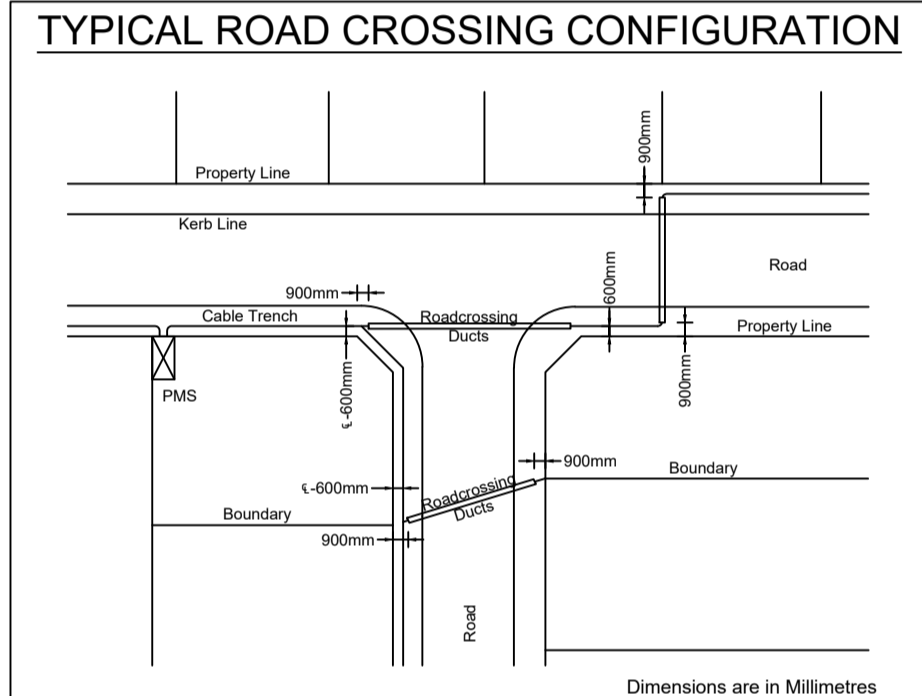 TYPICAL ROAD CROSSING CONFIGURATION
900mm
Property Line
Kerb Line
Road
600mm
900mm
Cable Trench
Roadcrossing
Ducts
Property Line
PMS
℄-600mm
900mm
900mm
Boundary
℄-600mm
Roadcrossing
Ducts
Boundary
900mm
Road
Dimensions are in Millimetres